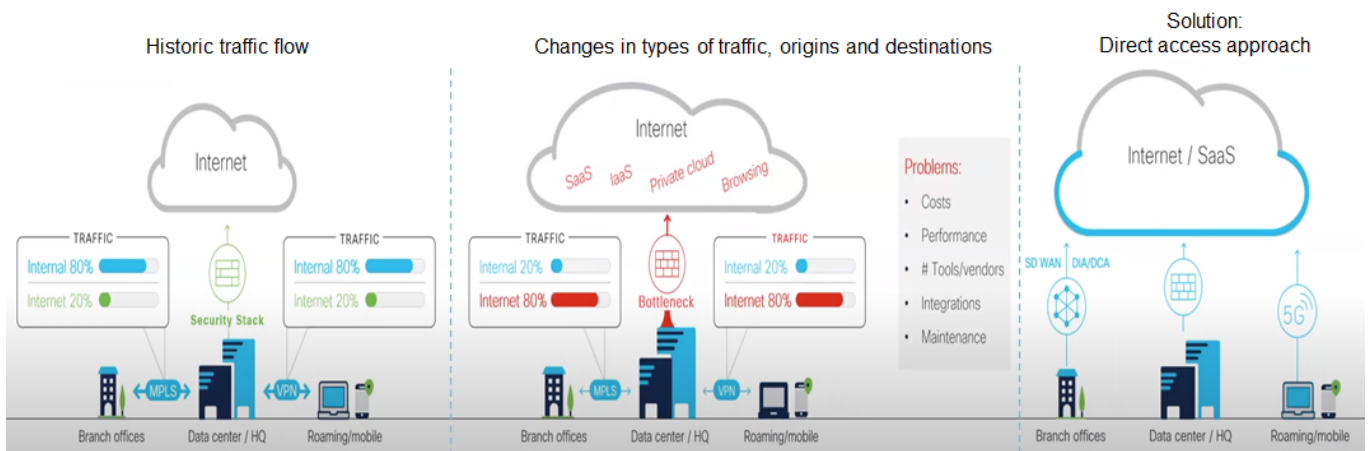 Historic traffic flow
Internet
TRAFFIC
Internal 80%
Internet 20%
TRAFFIC
Internal 80%
Internet 20%
Security Stack
MPLS
VPN
Branch offices
Data center / HQ
Roaming/mobile
Changes in types of traffic, origins and destinations
Internet
SaaS
IaaS
Private cloud
Browsing
TRAFFIC
Internal 20%
Internet 80%
TRAFFIC
Internal 20%
Internet 80%
Bottleneck
MPLS
VPN
Branch offices
Data center / HQ
Roaming/mobile
Problems:
• Costs
• Performance
• # Tools/vendors
• Integrations
• Maintenance
Solution:
Direct access approach
Internet / SaaS
SD WAN
DIA/DCA
5G
Branch offices
Data center / HQ
Roaming/mobile